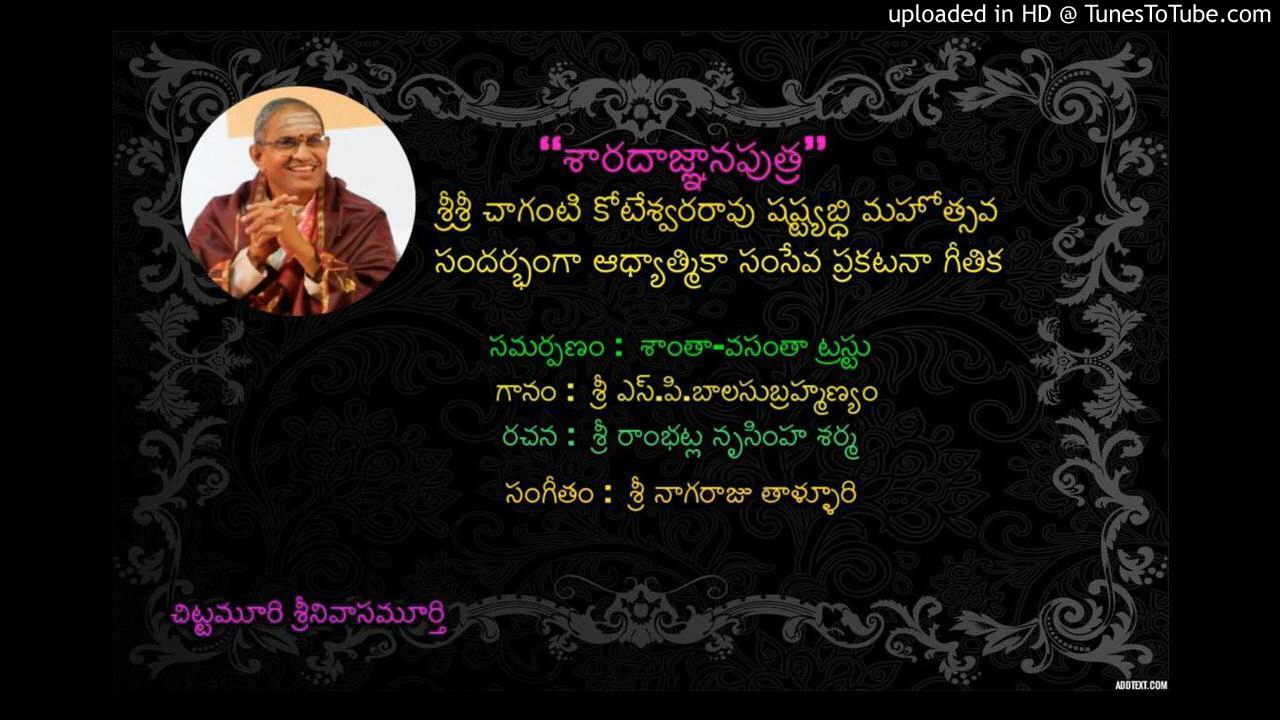 uploaded in HD @ TunesToTube.com
“శారదాజ్ఞానపుత్ర”
శ్రీశ్రీ చాగంటి కోటేశ్వరరావు షష్ట్యబ్ధి మహోత్సవ
సందర్భంగా ఆధ్యాత్మికా సంసేవ ప్రకటనా గీతిక
సమర్పణం : శాంతా-వసంతా ట్రస్టు
గానం : శ్రీ ఎస్.పి.బాలసుబ్రహ్మణ్యం
రచన : శ్రీ రాంభట్ల నృసింహ శర్మ
సంగీతం : శ్రీ నాగరాజు తాళ్ళూరి
చిట్టమూరి శ్రీనివాసమూర్తి
ADDTEXT.COM